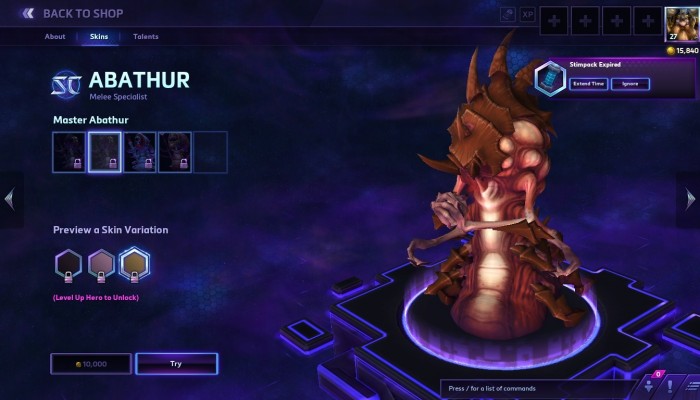 BACK TO SHOP
XP
27
15,840
About
Skins
Talents
Stimpack Expired
Extend Time
Ignore
ABATHUR
Melee Specialist
Master Abathur
Preview a Skin Variation
(Level Up Hero to Unlock)
10,000
Try
Press / for a list of commands
0